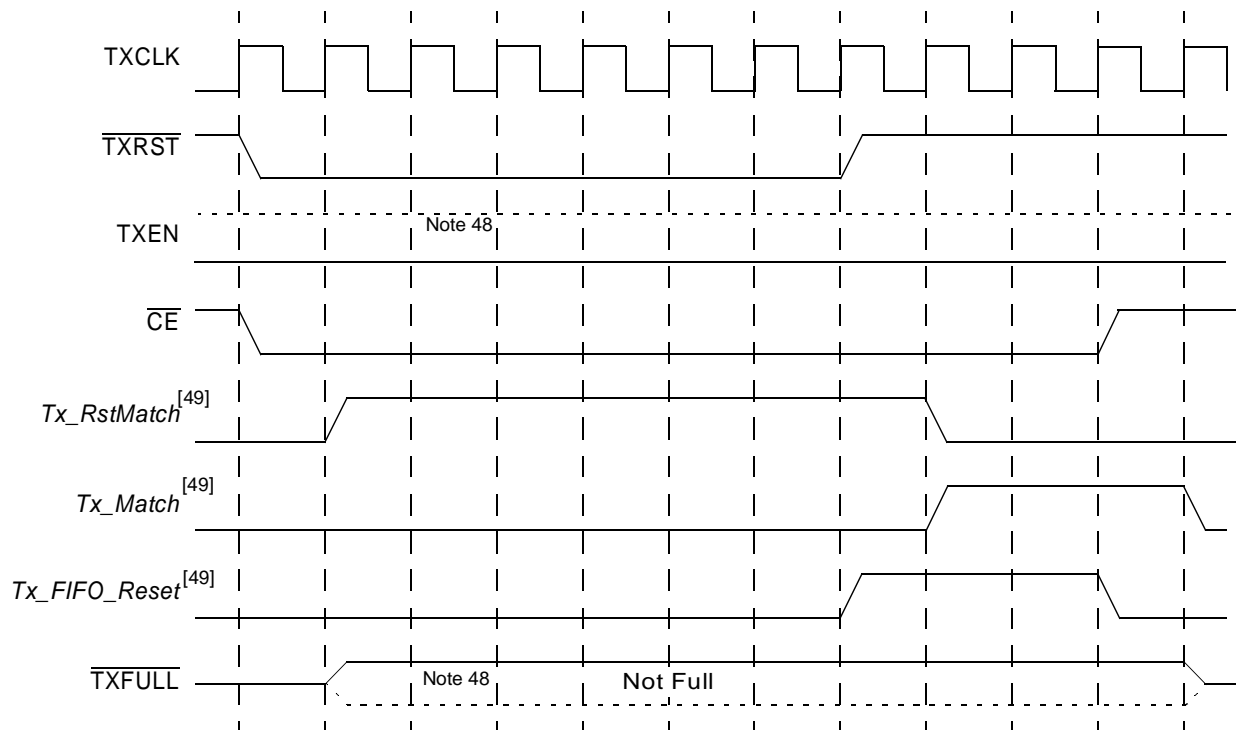 TXCLK
TXRST
TXEN
Note 48
CE
Tx_RstMatch[49]
Tx_Match[49]
Tx_FIFO_Reset[49]
TXFULL
Note 48
Not Full